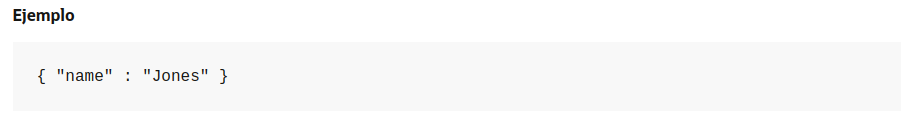 Ejemplo
{ "name" : "Jones" }